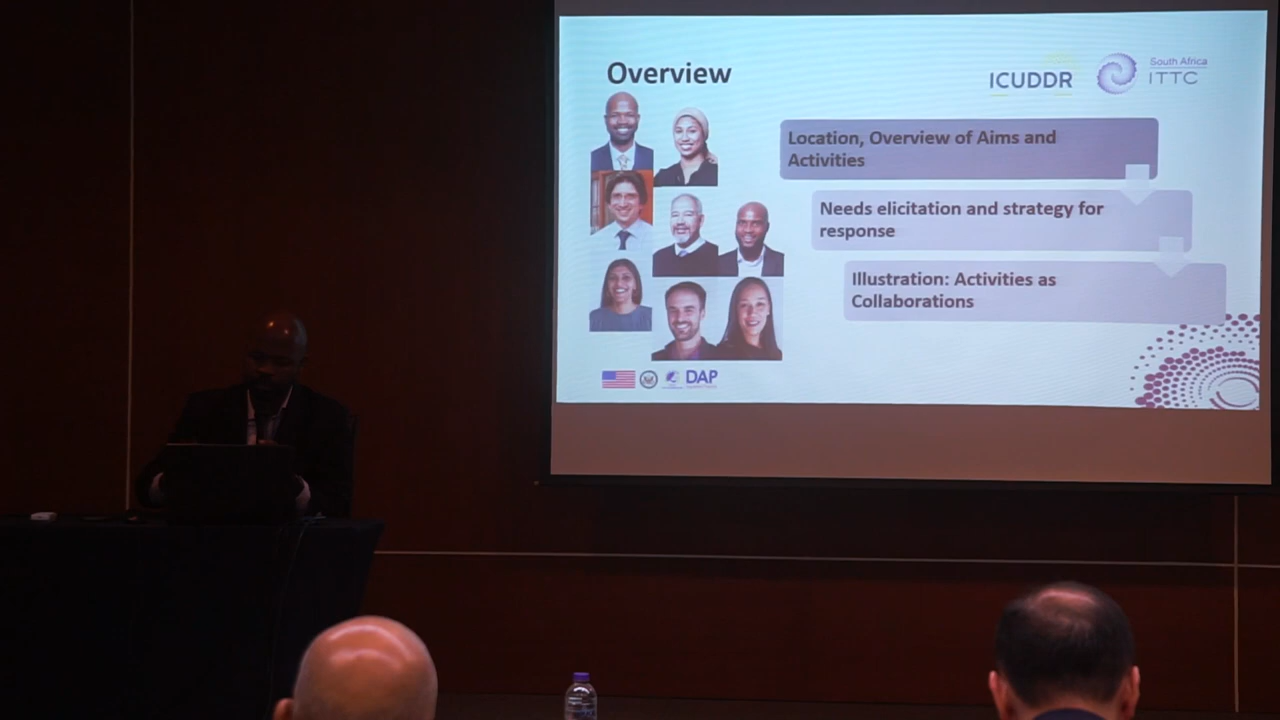 Overview
ICUDDR
South Africa
ITTC
Location, Overview of Aims and
Activities
Needs elicitation and strategy for
response
Illustration: Activities as
Collaborations
DAP